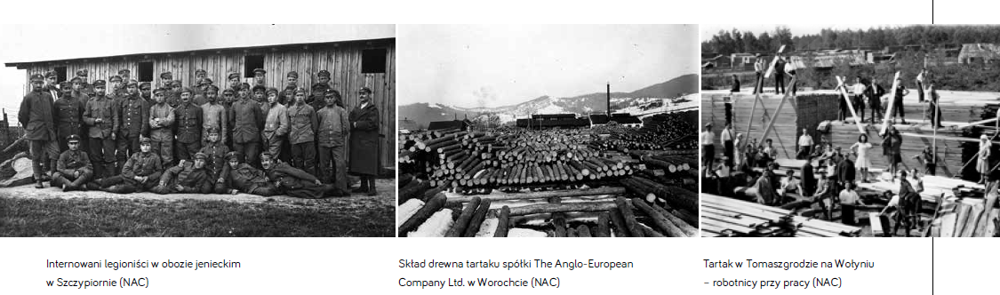 Internowani legioniści w obozie jenieckim
w Szczypiornie (NAC)
Skład drewna tartaku spółki The Anglo-European
Company Ltd. w Worochcie (NAC)
Tartak w Tomaszgrodzie na Wołyniu
– robotnicy przy pracy (NAC)